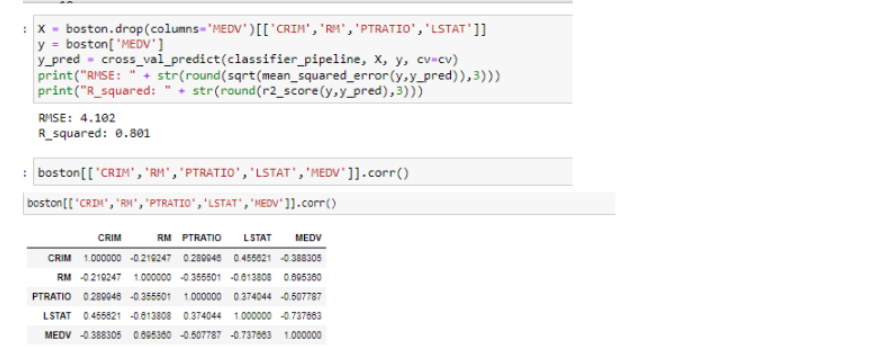 : X = boston.drop(columns='MEDV')[['CRIM','RM','PTRATIO','LSTAT']]
y = boston['MEDV']
y_pred = cross_val_predict(classifier_pipeline, X, y, cv=cv)
print("RMSE: " + str(round(sqrt(mean_squared_error(y,y_pred)),3)))
print("R_squared: " + str(round(r2_score(y,y_pred),3)))
RMSE: 4.102
R_squared: 0.801
: boston[['CRIM','RM','PTRATIO','LSTAT','MEDV']].corr()
boston[['CRIM','RM','PTRATIO','LSTAT','MEDV']].corr()
CRIM RM PTRATIO LSTAT MEDV
CRIM 1.000000 -0.219247 0.289946 0.455621 -0.388305
RM -0.219247 1.000000 -0.355501 -0.613808 0.695360
PTRATIO 0.289946 -0.355501 1.000000 0.374044 -0.507787
LSTAT 0.455621 -0.613808 0.374044 1.000000 -0.737663
MEDV -0.388305 0.695360 -0.507787 -0.737663 1.000000